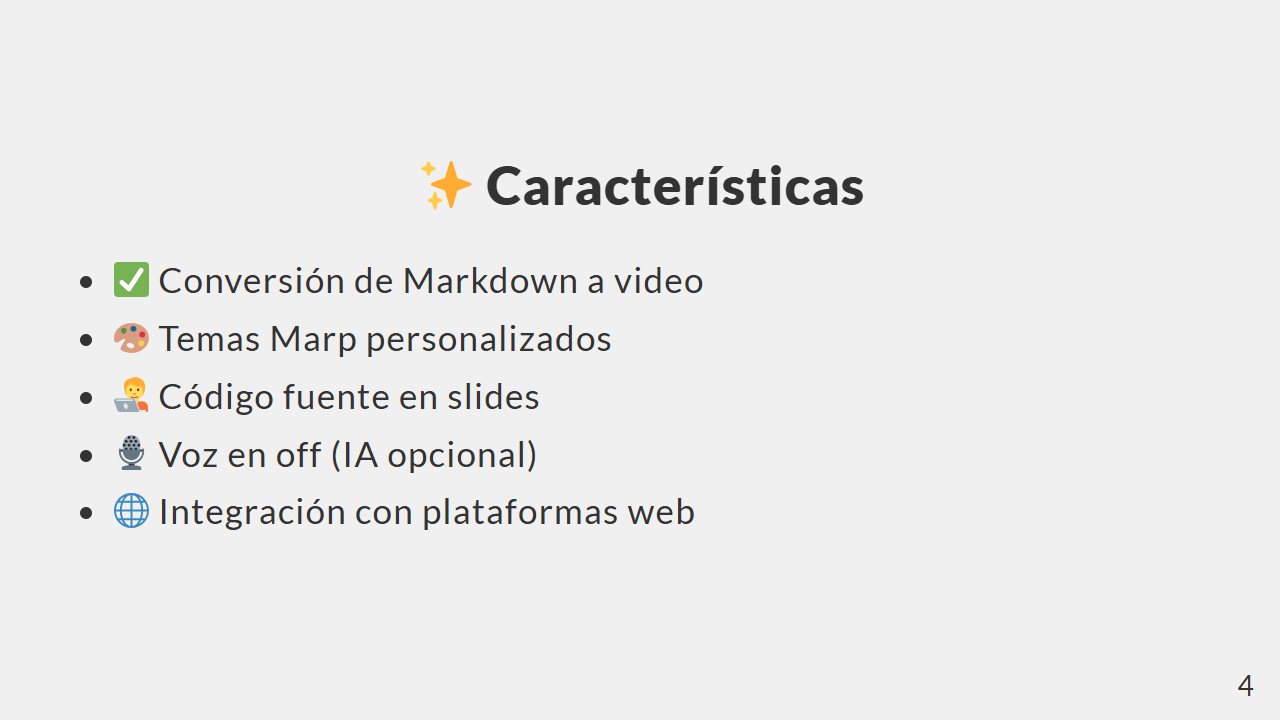 ✨ Características
• ✅ Conversión de Markdown a video
• 🎨 Temas Marp personalizados
• 🧑‍💻 Código fuente en slides
• 🎙️ Voz en off (IA opcional)
• 🌐 Integración con plataformas web
4